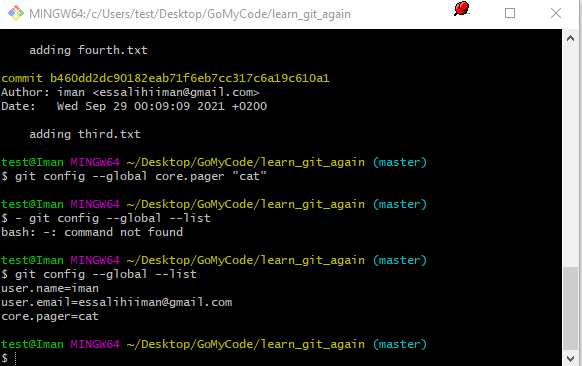 MINGW64:/c/Users/test/Desktop/GoMyCode/learn_git_again
adding fourth.txt
commit b460dd2dc90182eab71f6eb7cc317c6a19c610a1
Author: iman <essalihiiman@gmail.com>
Date:   Wed Sep 29 00:09:09 2021 +0200
adding third.txt
test@Iman MINGW64 ~/Desktop/GoMyCode/learn_git_again (master)
$ git config --global core.pager "cat"
test@Iman MINGW64 ~/Desktop/GoMyCode/learn_git_again (master)
$ - git config --global --list
bash: -: command not found
test@Iman MINGW64 ~/Desktop/GoMyCode/learn_git_again (master)
$ git config --global --list
user.name=iman
user.email=essalihiiman@gmail.com
core.pager=cat
test@Iman MINGW64 ~/Desktop/GoMyCode/learn_git_again (master)
$